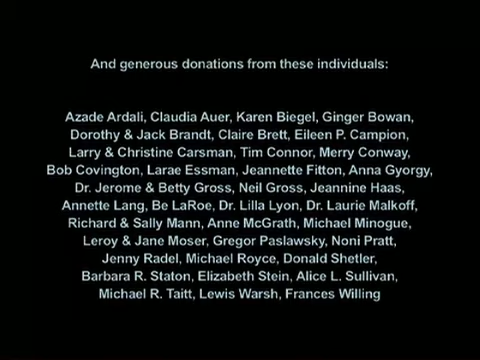 And generous donations from these individuals:
Azade Ardali, Claudia Auer, Karen Biegel, Ginger Bowan,
Dorothy & Jack Brandt, Claire Brett, Eileen P. Campion,
Larry & Christine Carsman, Tim Connor, Merry Conway,
Bob Covington, Larae Essman, Jeannette Fitton, Anna Gyorgy,
Dr. Jerome & Betty Gross, Neil Gross, Jeannine Haas,
Annette Lang, Be LaRoe, Dr. Lilla Lyon, Dr. Laurie Malkoff,
Richard & Sally Mann, Anne McGrath, Michael Minogue,
Leroy & Jane Moser, Gregor Paslawsky, Noni Pratt,
Jenny Radel, Michael Royce, Donald Shetler,
Barbara R. Staton, Elizabeth Stein, Alice L. Sullivan,
Michael R. Taitt, Lewis Warsh, Frances Willing